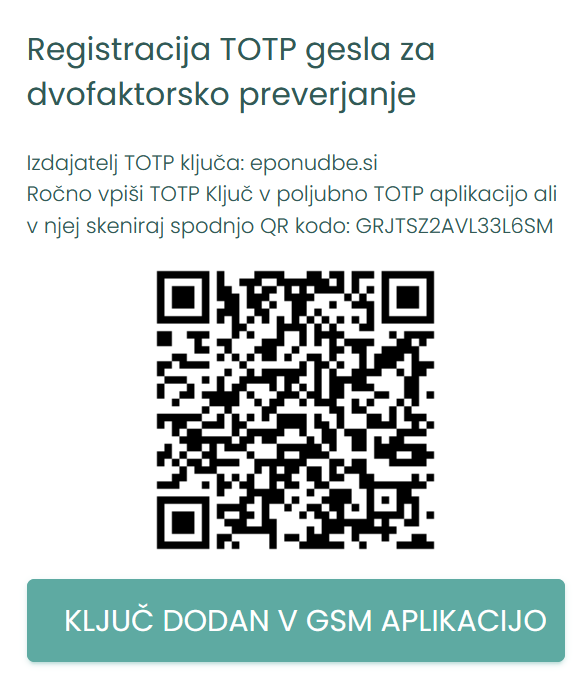 Registracija TOTP gesla za
dvofaktorsko preverjanje
Izdajatelj TOTP ključa: eponudbe.si
Ročno vpiši TOTP Ključ v poljubno TOTP aplikacijo ali
v njej skeniraj spodnjo QR kodo: GRJTSZ2AVL33L6SM
KLJUČ DODAN V GSM APLIKACIJO